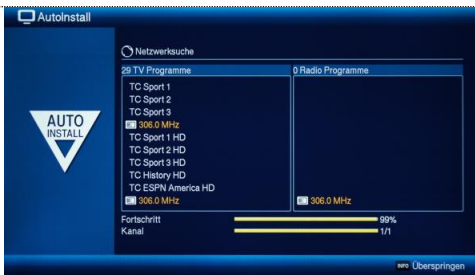 AutoInstall
Netzwerksuche
29 TV Programme
0 Radio Programme
TC Sport 1
TC Sport 2
TC Sport 3
306.0 MHz
TC Sport 1 HD
TC Sport 2 HD
TC Sport 3 HD
TC History HD
TC ESPN America HD
306.0 MHz
306.0 MHz
AUTO
INSTALL
Fortschritt 99%
Kanal 1/1
INFO Überspringen